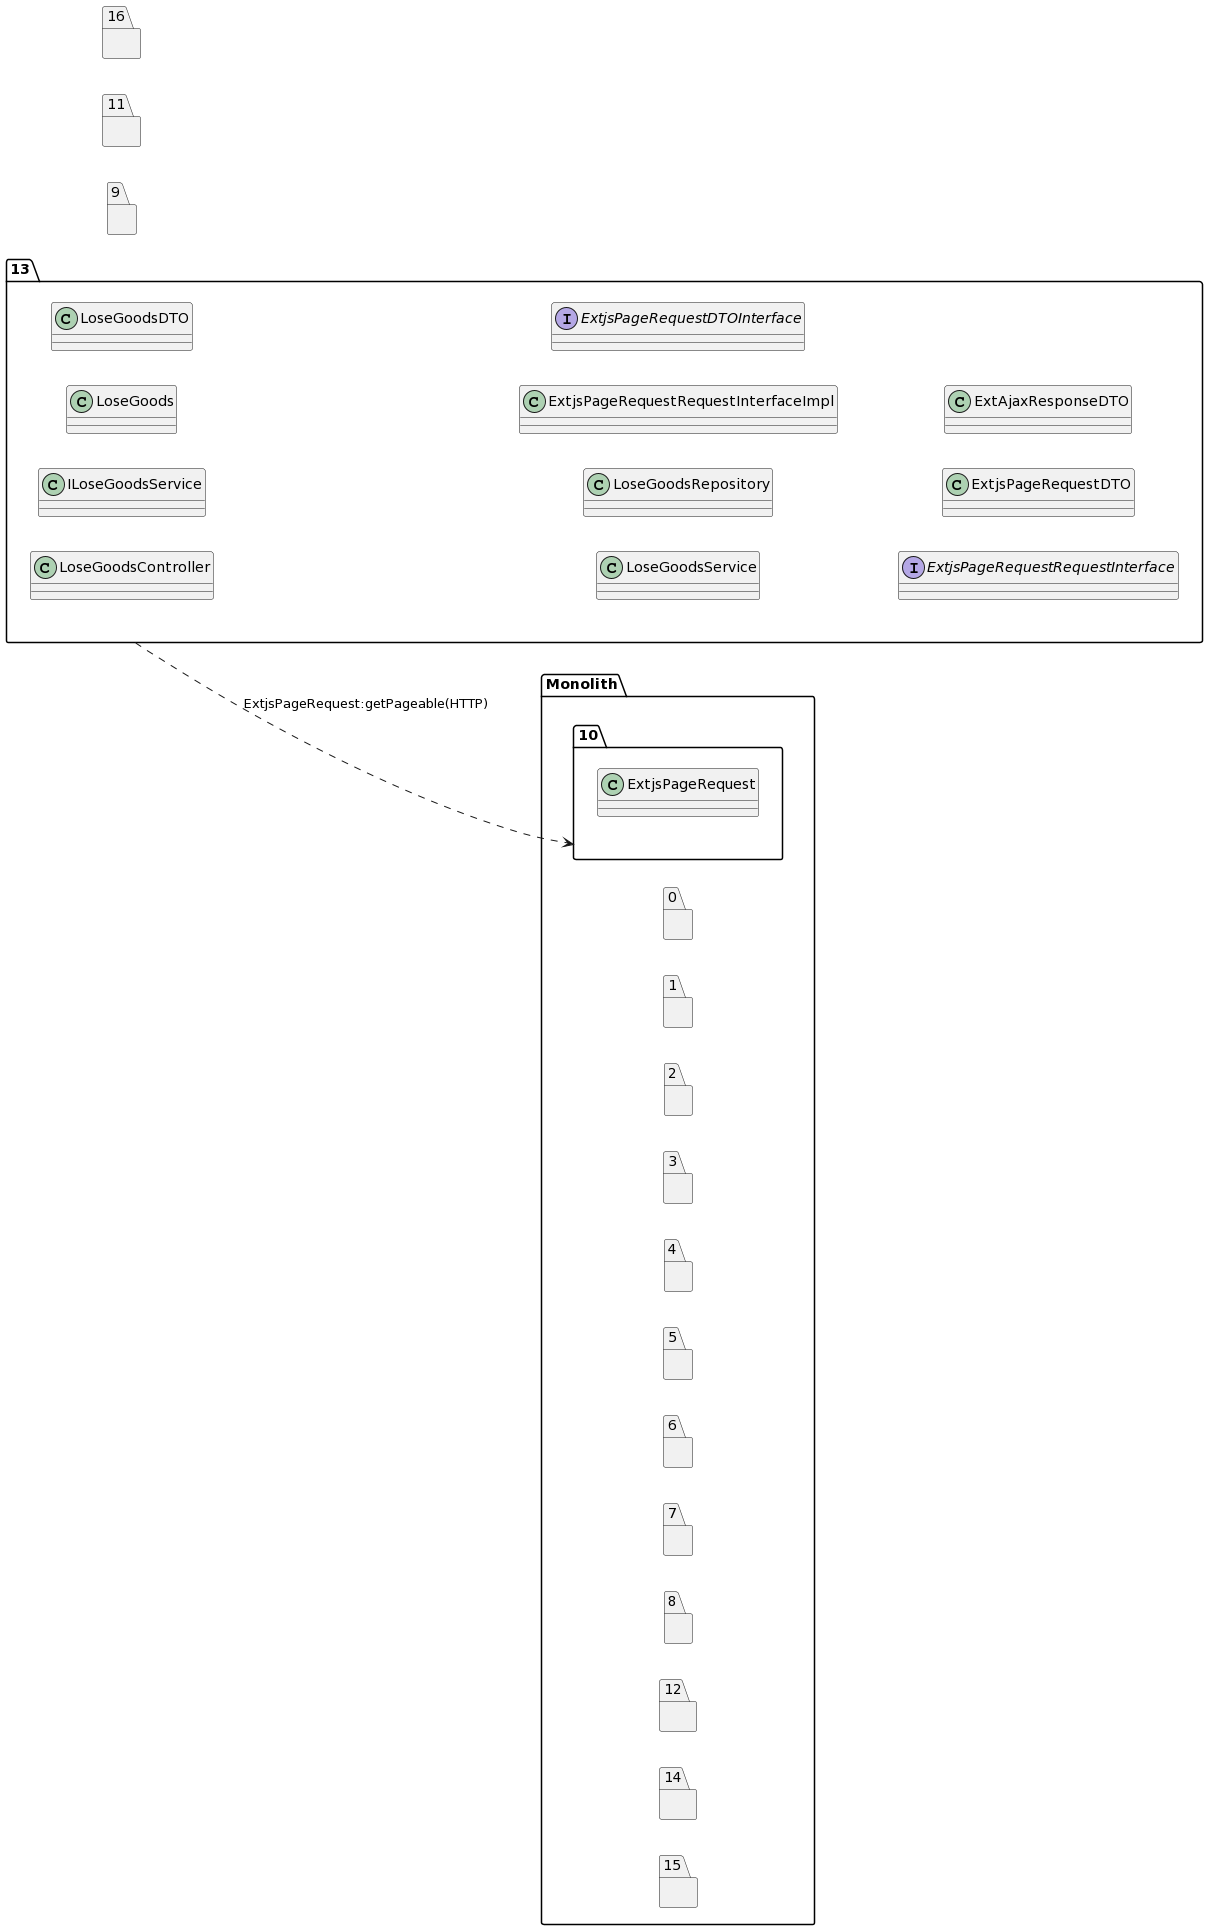 16
11
9
13
C LoseGoodsDTO
I ExtjsPageRequestDTOInterface
C LoseGoods
C ExtjsPageRequestRequestInterfaceImpl
C ExtAjaxResponseDTO
C ILoseGoodsService
C LoseGoodsRepository
C ExtjsPageRequestDTO
C LoseGoodsController
C LoseGoodsService
I ExtjsPageRequestRequestInterface
Monolith
ExtjsPageRequest:getPageable(HTTP)
10
C ExtjsPageRequest
0
1
2
3
4
5
6
7
8
12
14
15